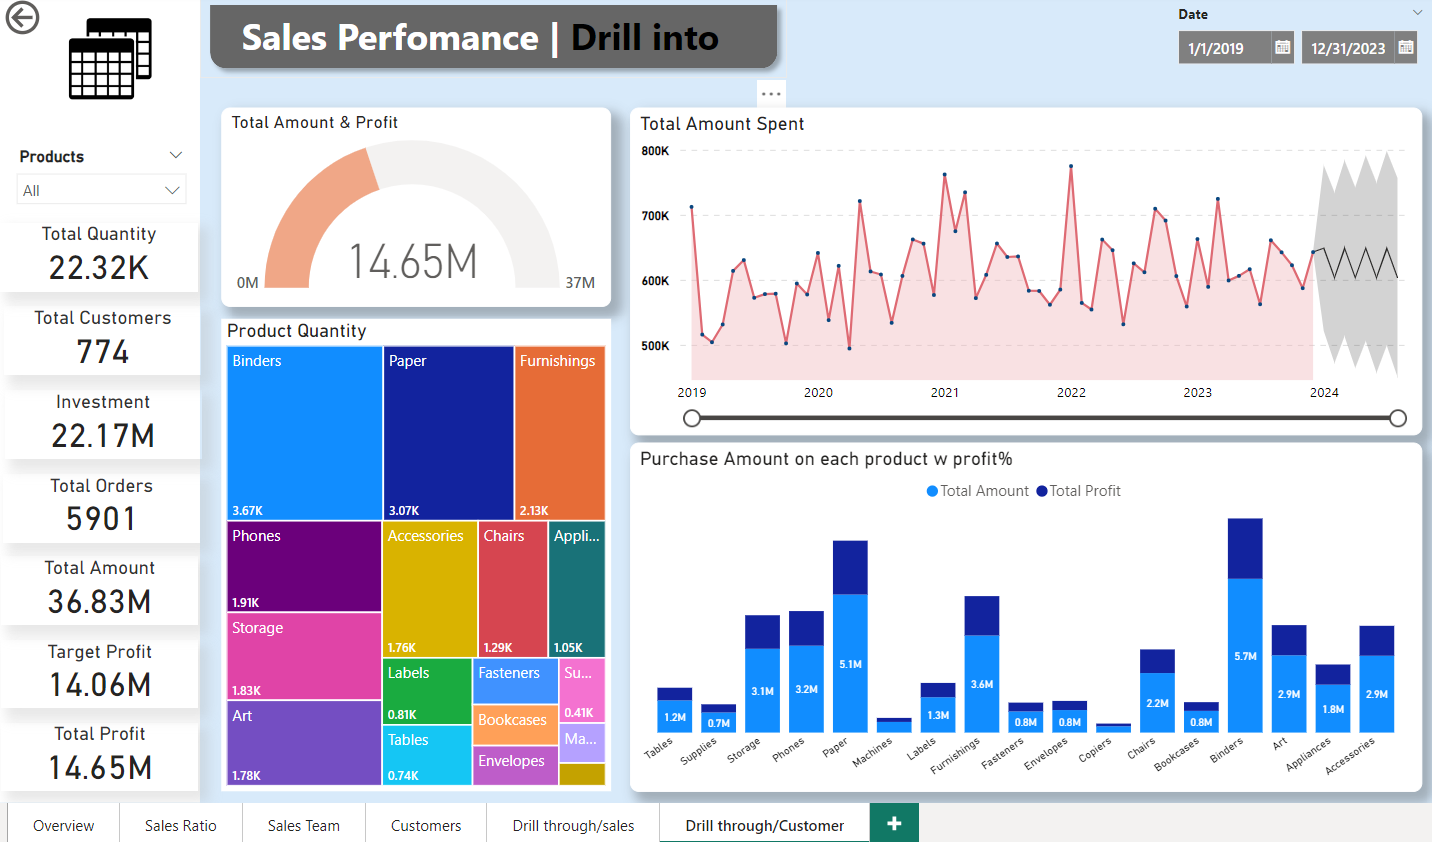 Sales Perfomance | Drill into
Date
1/1/2019
12/31/2023
Products
All
Total Quantity
22.32K
Total Customers
774
Investment
22.17M
Total Orders
5901
Total Amount
36.83M
Target Profit
14.06M
Total Profit
14.65M
Total Amount & Profit
14.65M
0M
37M
Product Quantity
Binders
3.67K
Paper
3.07K
Furnishings
2.13K
Phones
1.91K
Accessories
1.76K
Chairs
1.29K
Appli...
1.05K
Storage
1.83K
Art
1.78K
Labels
0.81K
Tables
0.74K
Fasteners
Bookcases
Envelopes
Su...
0.41K
Ma...
Total Amount Spent
800K
700K
600K
500K
2019 2020 2021 2022 2023 2024
Purchase Amount on each product w profit%
Total Amount Total Profit
1.2M 0.7M 3.1M 3.2M 5.1M 1.3M 3.6M 0.8M 0.8M 2.2M 0.8M 5.7M 2.9M 1.8M 2.9M
Tables Supplies Storage Phones Paper Machines Labels Furnishings Fasteners Envelopes Copiers Chairs Bookcases Binders Art Appliances Accessories
Overview Sales Ratio Sales Team Customers Drill through/sales Drill through/Customer +